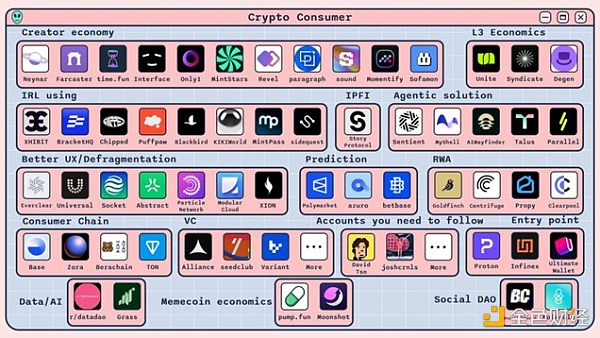 Crypto Consumer
Creator economy
Neynar Farcaster time.fun Interface Only1 MintStars Revel paragraph sound Momentify Sofamon
L3 Economics
Unite Syndicate Degen
IRL using
XHIBIT BracketHQ Chipped Puffpaw Blackbird KIKIWorld MintPass sidequest
IPFI
Story Protocol
Agentic solution
Sentient MyShell AIWayfinder Talus Parallel
Better UX/Defragmentation
Everclear Universal Socket Abstract Particle Network Modular Cloud XION
Prediction
Polymarket azuro betbase
RWA
Goldfinch Centrifuge Propy Clearpool
Consumer Chain
Base Zora Berachain TON
VC
Alliance seedclub Variant More
Accounts you need to follow
David Tso joshcrnls More
Entry point
Proton Infinex Ultimate Wallet
Data/AI
r/datadao Grass
Memecoin economics
pump.fun Moonshot
Social DAO
BC
金色财经